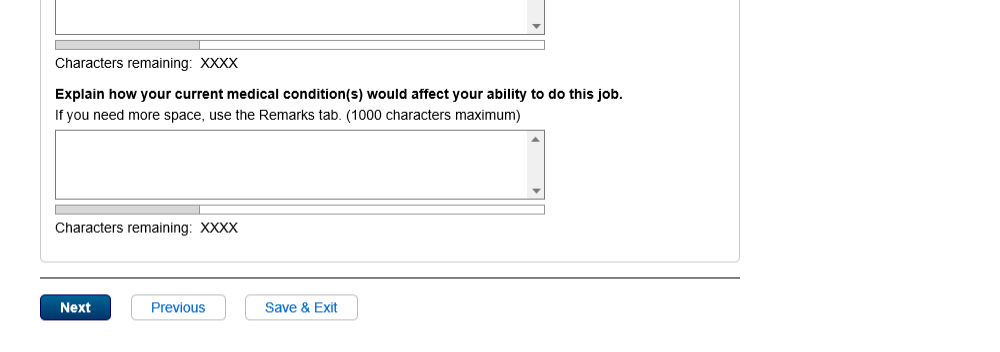 Characters remaining: XXXX
Explain how your current medical condition(s) would affect your ability to do this job.
If you need more space, use the Remarks tab. (1000 characters maximum)
Characters remaining: XXXX
Next Previous Save & Exit